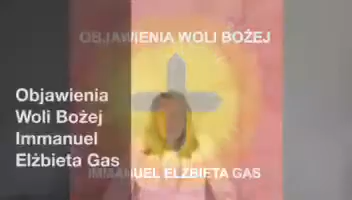 OBJAWIENIA WOLI BOŻEJ
Objawienia
Woli Bożej
Immanuel
Elżbieta Gas
IMMANUEL ELŻBIETA GAS